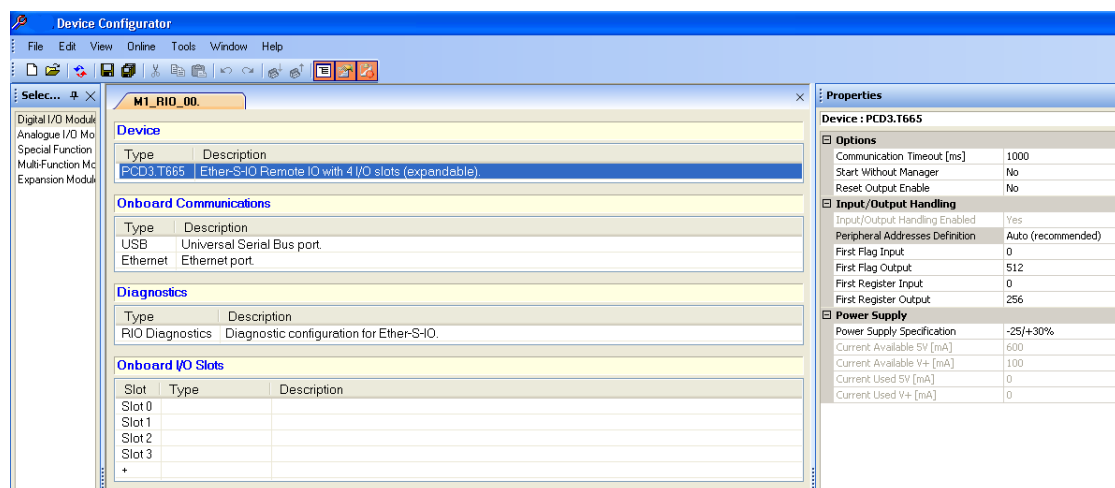 Device Configurator
File Edit View Online Tools Window Help
Selec...
Digital I/O Module
Analogue I/O Mo
Special Function
Multi-Function Mo
Expansion Modul
M1_RIO_00.
Device
Type Description
PCD3.T665 Ether-S-IO Remote IO with 4 I/O slots (expandable).
Onboard Communications
Type Description
USB Universal Serial Bus port.
Ethernet Ethernet port.
Diagnostics
Type Description
RIO Diagnostics Diagnostic configuration for Ether-S-IO.
Onboard I/O Slots
Slot Type Description
Slot 0
Slot 1
Slot 2
Slot 3
+
Properties
Device : PCD3.T665
Options
Communication Timeout [ms] 1000
Start Without Manager No
Reset Output Enable No
Input/Output Handling
Input/Output Handling Enabled Yes
Peripheral Addresses Definition Auto (recommended)
First Flag Input 0
First Flag Output 512
First Register Input 0
First Register Output 256
Power Supply
Power Supply Specification -25/+30%
Current Available 5V [mA] 600
Current Available V+ [mA] 100
Current Used 5V [mA] 0
Current Used V+ [mA] 0